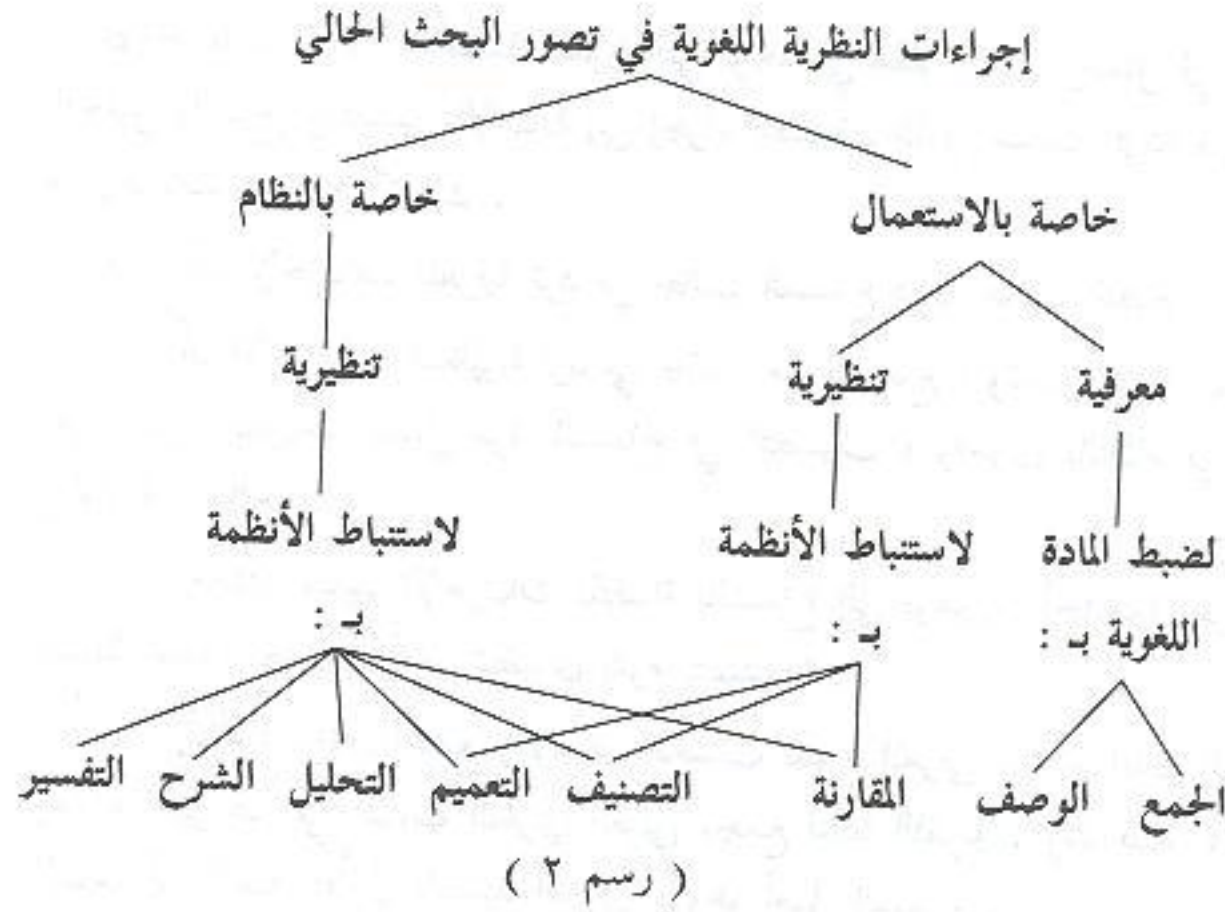 إجراءات النظرية اللغوية في تصور البحث الحالي
خاصة بالاستعمال
خاصة بالنظام
معرفية
تنظيرية
تنظيرية
لضبط المادة
لاستنباط الأنظمة
لاستنباط الأنظمة
اللغوية بـ :
بـ :
بـ :
الجمع
الوصف
المقارنة
التصنيف
التعميم
التحليل
الشرح
التفسير
( رسم ٢ )